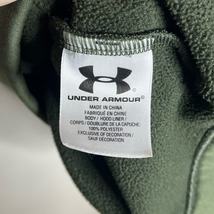 UNDER ARMOUR
MADE IN CHINA
FABRIQUÉ EN CHINE
BODY / HOOD LINER /
CORPS / DOUBLURE DE LA CAPUCHE:
100% POLYESTER
EXCLUSIVE OF DECORATION /
SAUF DÉCORATION